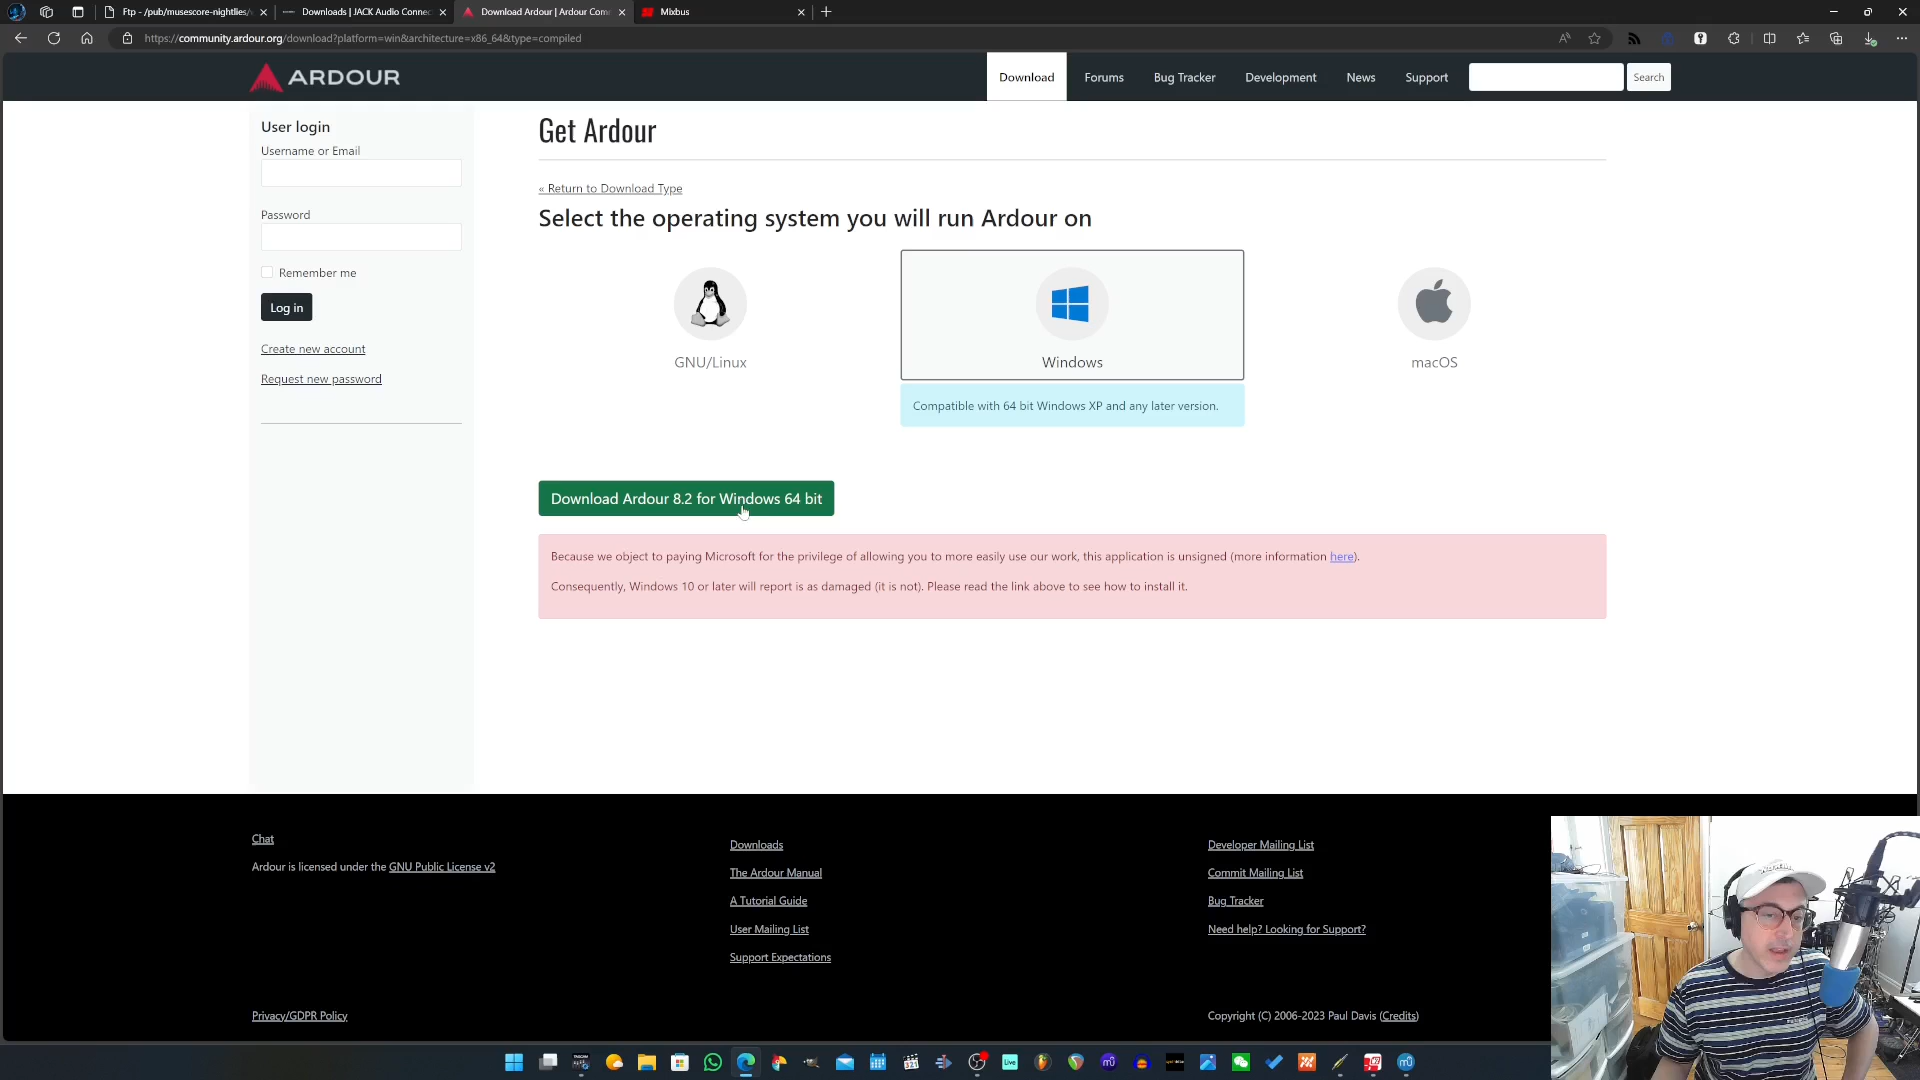 Ftp - /pub/musescore-nightlies/
Downloads | JACK Audio Connec
Download Ardour | Ardour Com
Mixbus
https://community.ardour.org/download?platform=win&architecture=x86_64&type=compiled
ARDOUR
Download
Forums
Bug Tracker
Development
News
Support
Search
User login
Username or Email
Password
Remember me
Log in
Create new account
Request new password
Get Ardour
« Return to Download Type
Select the operating system you will run Ardour on
GNU/Linux
Windows
macOS
Compatible with 64 bit Windows XP and any later version.
Download Ardour 8.2 for Windows 64 bit
Because we object to paying Microsoft for the privilege of allowing you to more easily use our work, this application is unsigned (more information here).
Consequently, Windows 10 or later will report is as damaged (it is not). Please read the link above to see how to install it.
Chat
Ardour is licensed under the GNU Public License v2
Downloads
The Ardour Manual
A Tutorial Guide
User Mailing List
Support Expectations
Developer Mailing List
Commit Mailing List
Bug Tracker
Need help? Looking for Support?
Privacy/GDPR Policy
Copyright (C) 2006-2023 Paul Davis (Credits)